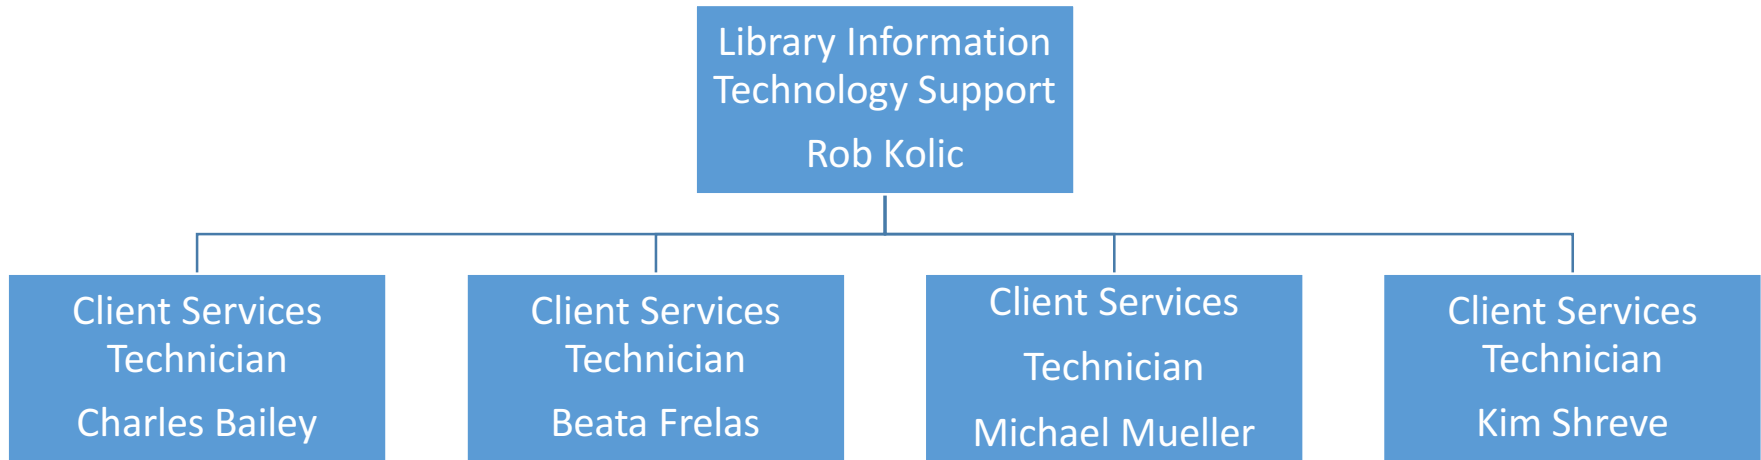 Library Information
Technology Support
Rob Kolic
Client Services
Technician
Charles Bailey
Client Services
Technician
Beata Frelas
Client Services
Technician
Michael Mueller
Client Services
Technician
Kim Shreve